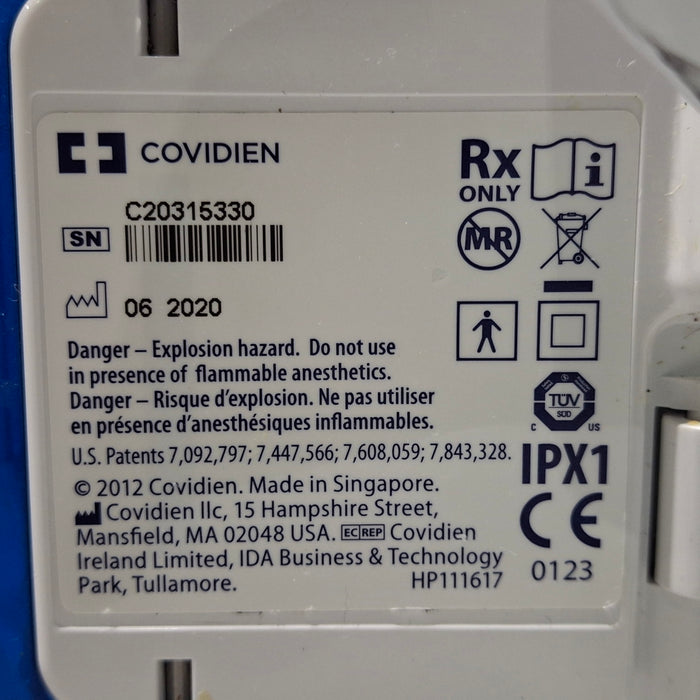 COVIDIEN
Rx
ONLY
i
C20315330
SN
MR
06 2020
Danger – Explosion hazard. Do not use
in presence of flammable anesthetics.
Danger – Risque d'explosion. Ne pas utiliser
en présence d'anesthésiques inflammables.
TÜV
SÜD
C US
U.S. Patents 7,092,797; 7,447,566; 7,608,059; 7,843,328.
IPX1
© 2012 Covidien. Made in Singapore.
Covidien llc, 15 Hampshire Street,
Mansfield, MA 02048 USA. EC REP Covidien
Ireland Limited, IDA Business & Technology
Park, Tullamore. HP111617
CE
0123